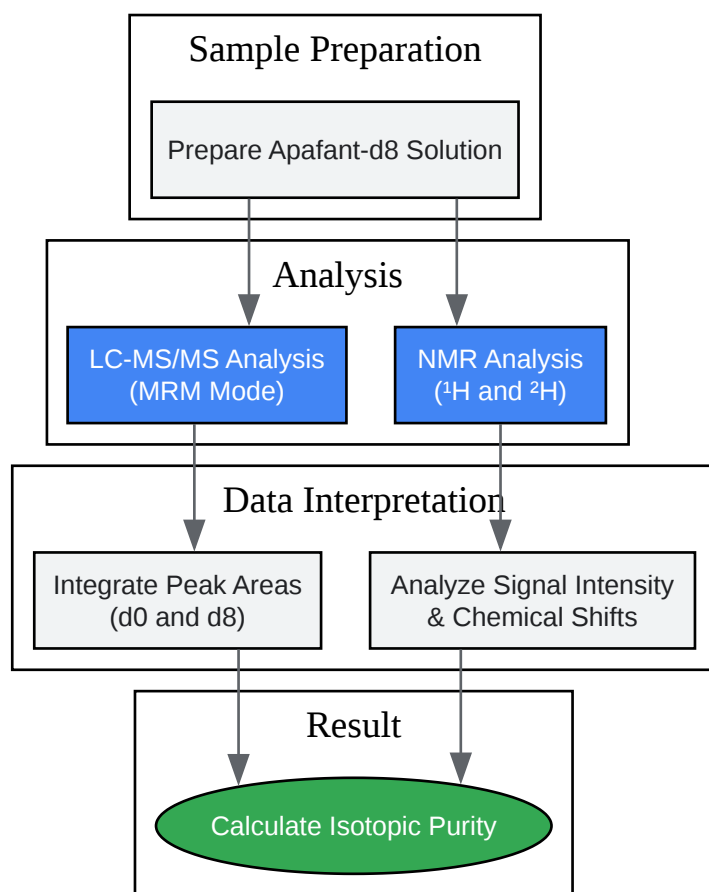 Sample Preparation
Prepare Apafant-d8 Solution
Analysis
LC-MS/MS Analysis
(MRM Mode)
NMR Analysis
(¹H and ²H)
Data Interpretation
Integrate Peak Areas
(d0 and d8)
Analyze Signal Intensity
& Chemical Shifts
Result
Calculate Isotopic Purity